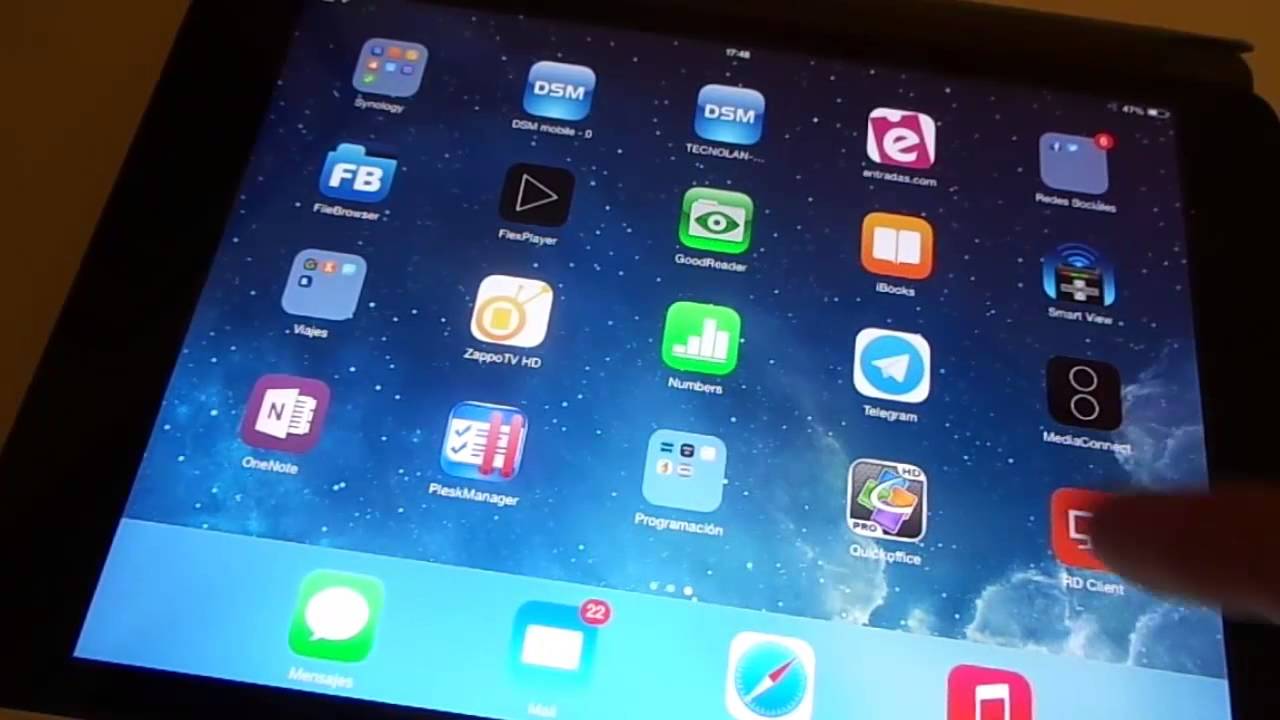 17:48
47%
Synology
DSM
DSM mobile - 0
DSM
TECNOLAN-...
e
entradas.com
6
Redes Sociales
FB
FileBrowser
FlexPlayer
GoodReader
iBooks
Smart View
Viajes
ZappoTV HD
Numbers
Telegram
MediaConnect
N
OneNote
PleskManager
Programación
HD
PRO
Quickoffice
RD Client
Mensajes
22
Mail